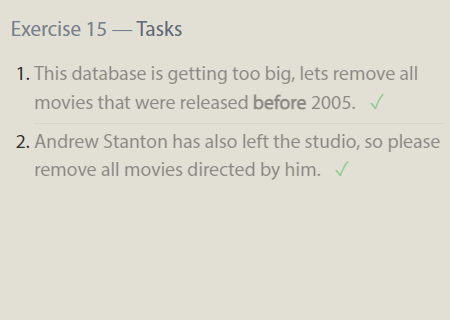 Exercise 15 — Tasks
1. This database is getting too big, lets remove all
movies that were released before 2005. ✓
2. Andrew Stanton has also left the studio, so please
remove all movies directed by him. ✓